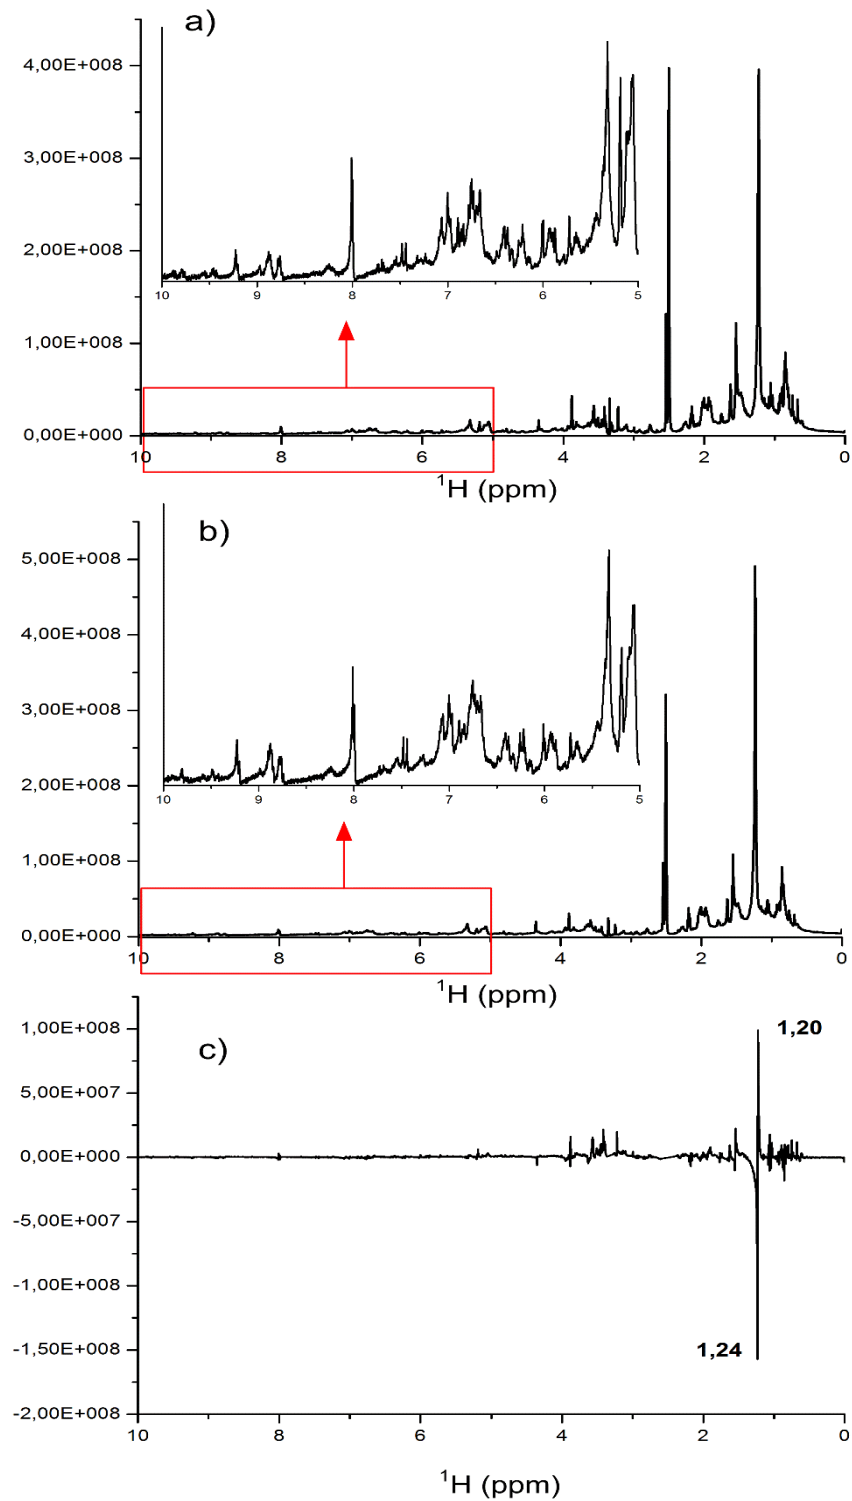 a)
4,00E+008
3,00E+008
2,00E+008
1,00E+008
0,00E+000
10 9 8 7 6 5
10 8 6 4 2 0
¹H (ppm)
b)
5,00E+008
4,00E+008
3,00E+008
2,00E+008
1,00E+008
0,00E+000
10 9 8 7 6 5
10 8 6 4 2 0
¹H (ppm)
c)
1,00E+008
5,00E+007
0,00E+000
-5,00E+007
-1,00E+008
-1,50E+008
-2,00E+008
1,20
1,24
10 8 6 4 2 0
¹H (ppm)